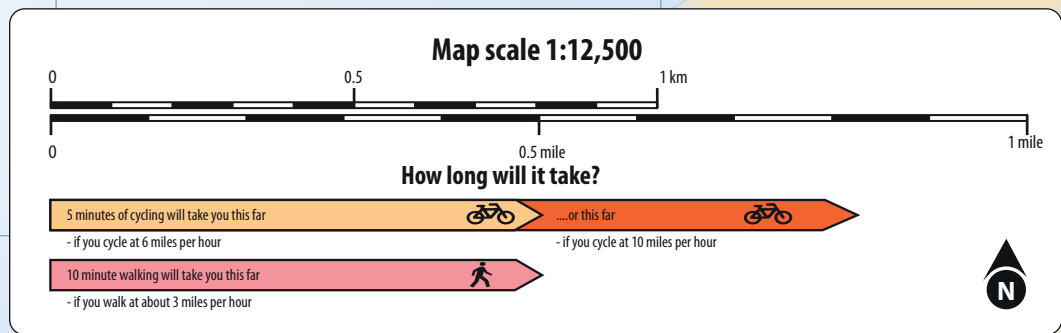 Map scale 1:12,500
0 0.5 1 km
0 0.5 mile 1 mile
How long will it take?
5 minutes of cycling will take you this far ....or this far
- if you cycle at 6 miles per hour - if you cycle at 10 miles per hour
10 minute walking will take you this far
- if you walk at about 3 miles per hour
N